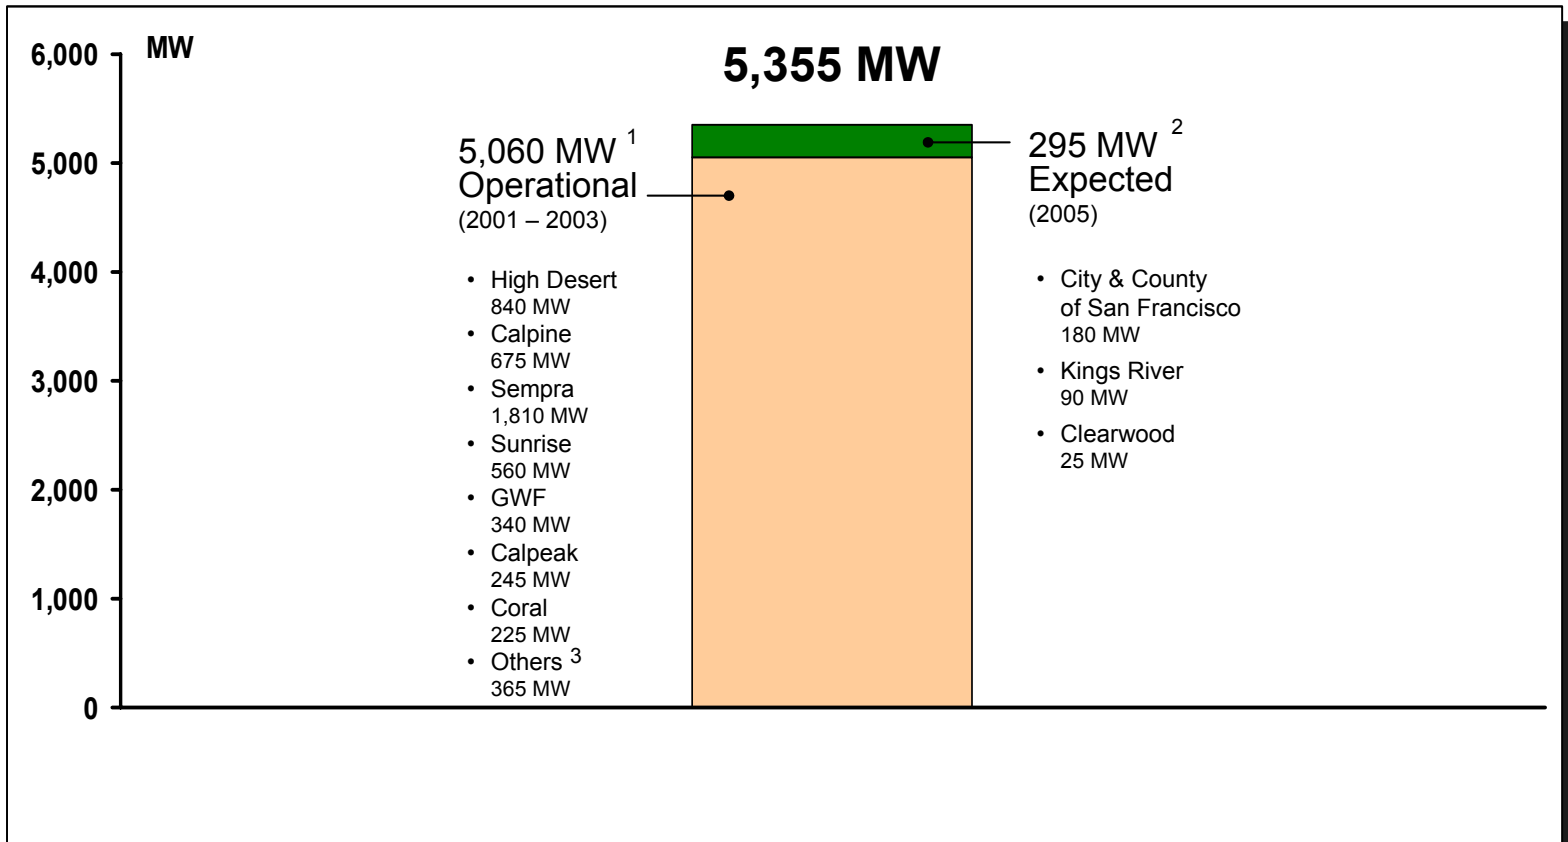 MW
5,355 MW
6,000
5,000
4,000
3,000
2,000
1,000
0
5,060 MW 1
Operational
(2001 – 2003)
• High Desert
840 MW
• Calpine
675 MW
• Sempra
1,810 MW
• Sunrise
560 MW
• GWF
340 MW
• Calpeak
245 MW
• Coral
225 MW
• Others 3
365 MW
295 MW 2
Expected
(2005)
• City & County
of San Francisco
180 MW
• Kings River
90 MW
• Clearwood
25 MW